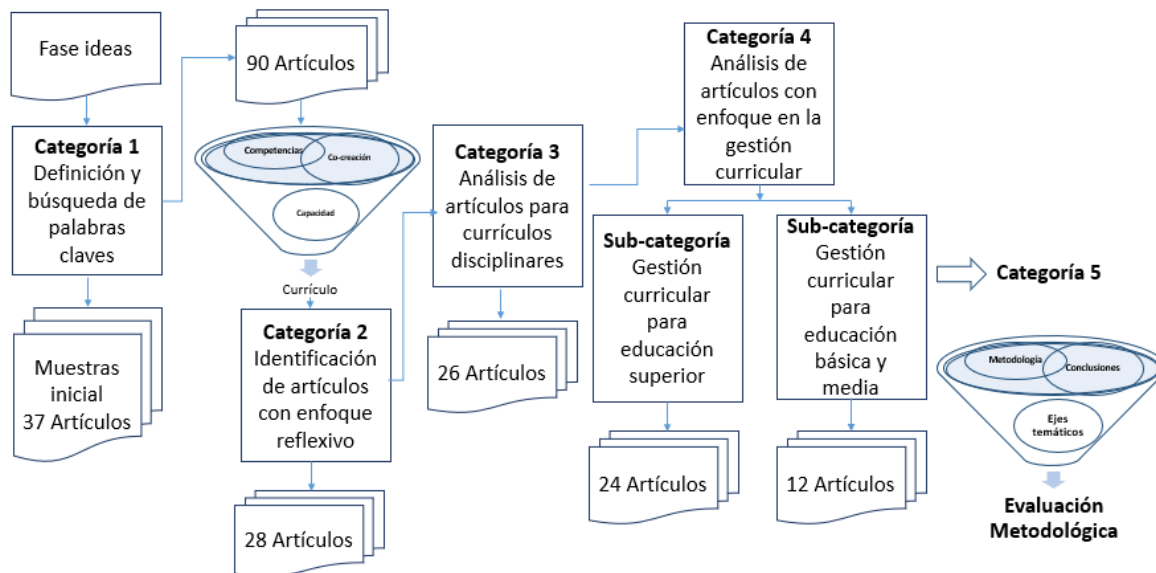 Fase ideas
Categoría 1
Definición y
búsqueda de
palabras
claves
Muestras
inicial
37 Artículos
90 Artículos
Competencias
Co-creación
Capacidad
Currículo
Categoría 2
Identificación
de artículos
con enfoque
reflexivo
28 Artículos
Categoría 3
Análisis de
artículos para
currículos
disciplinares
26 Artículos
Categoría 4
Análisis de
artículos con
enfoque en la
gestión
curricular
Sub-categoría
Gestión
curricular
para
educación
superior
24 Artículos
Sub-categoría
Gestión
curricular para
educación
básica y
media
12 Artículos
Categoría 5
Metodología
Conclusiones
Ejes
temáticos
Evaluación
Metodológica